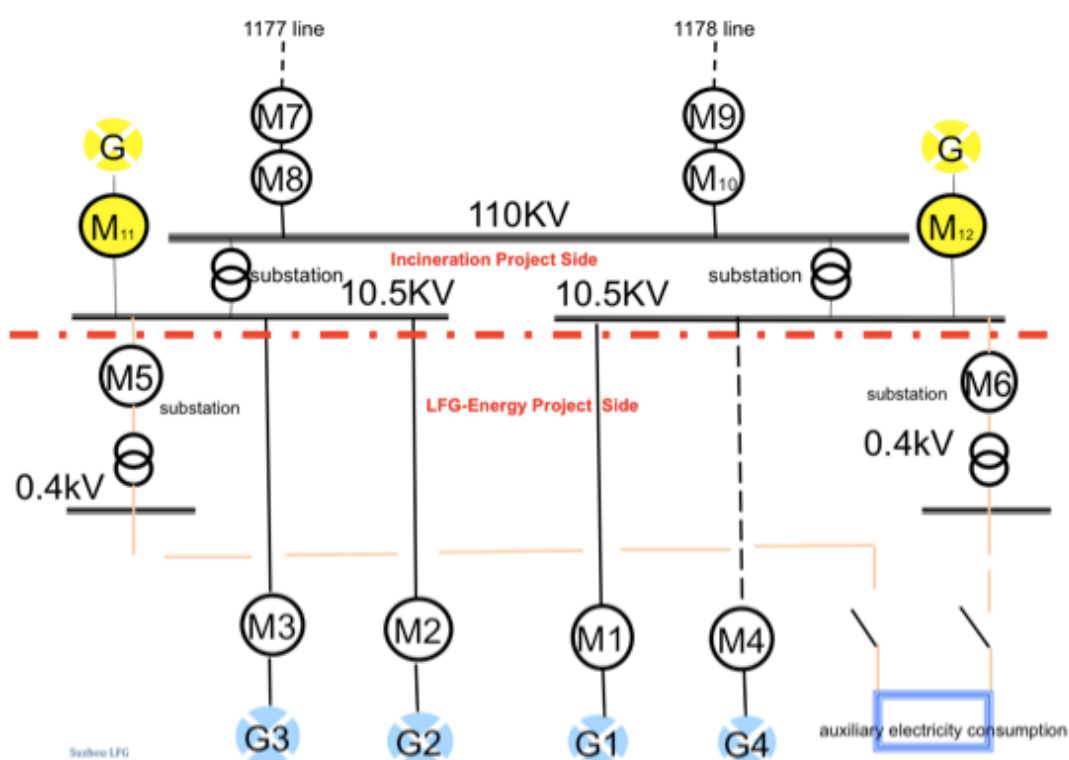 1177 line
1178 line
M7
M9
G
G
M8
M10
M11
110KV
M12
Incineration Project Side
substation
substation
10.5KV
10.5KV
M5
M6
substation
LFG-Energy Project Side
substation
0.4kV
0.4kV
M3
M2
M1
M4
G3
G2
G1
G4
auxiliary electricity consumption
Suzhou LFG